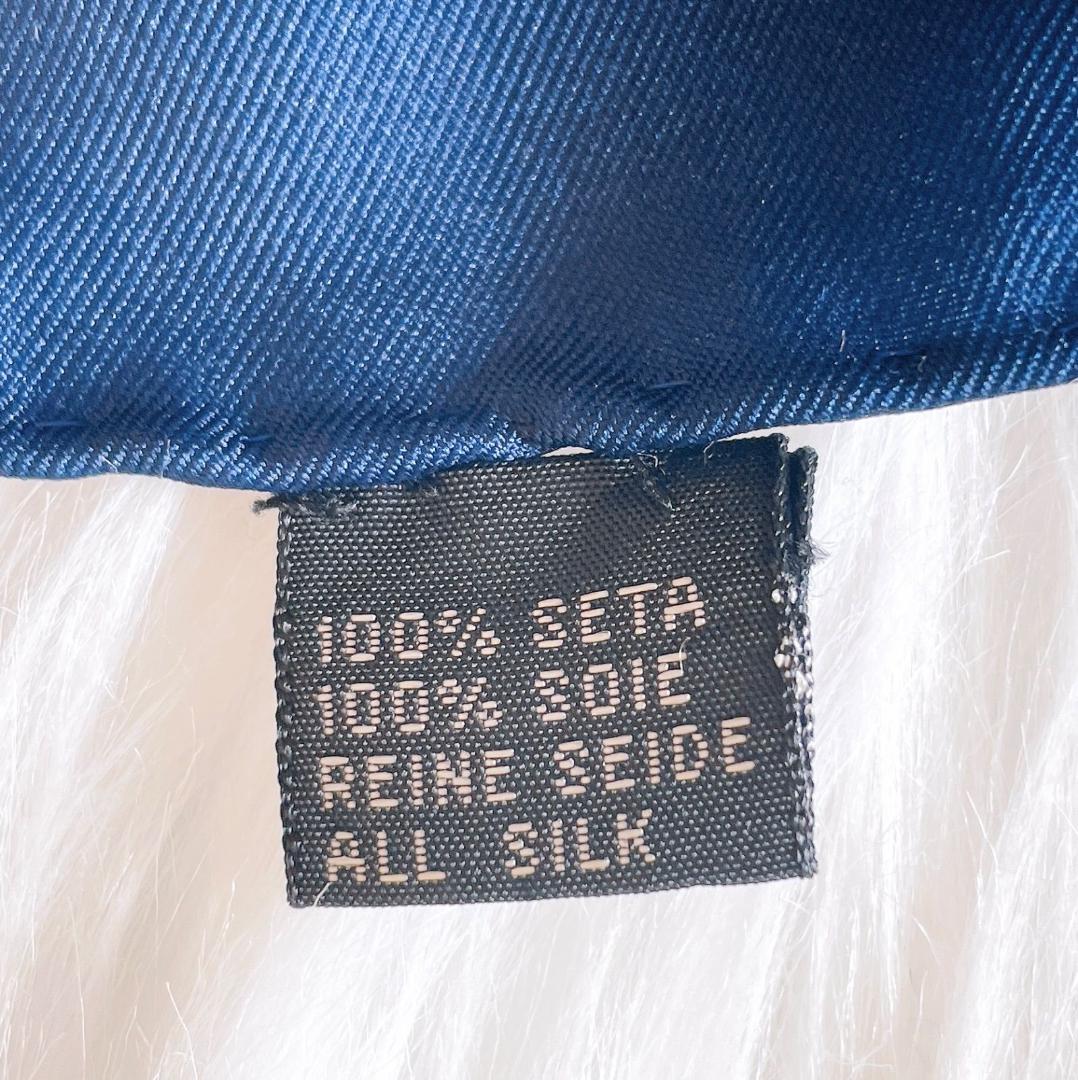 100% SETA
100% SOIE
REINE SEIDE
ALL SILK